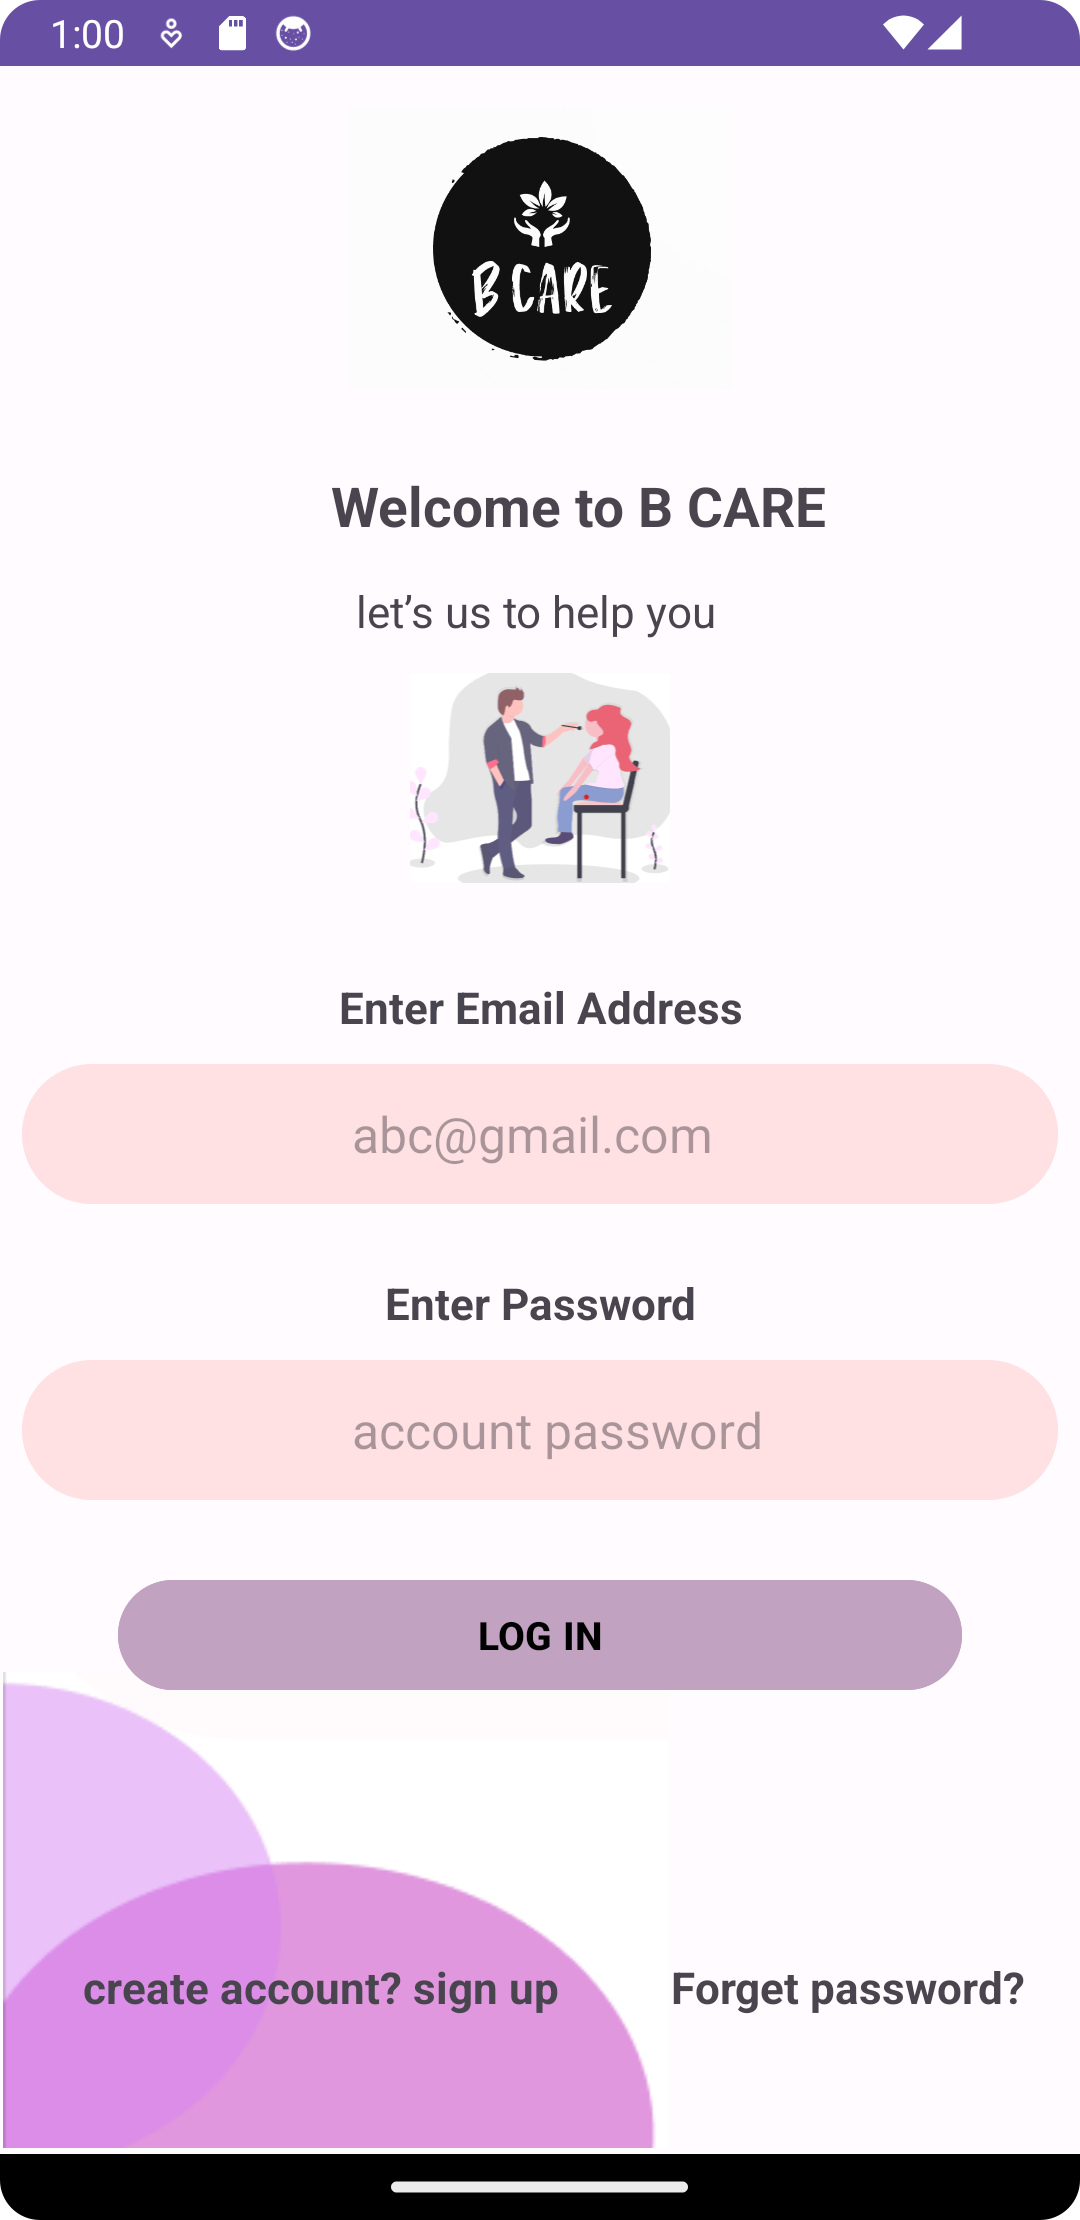 1:00
B CARE
Welcome to B CARE
let’s us to help you
Enter Email Address
abc@gmail.com
Enter Password
account password
LOG IN
create account? sign up
Forget password?